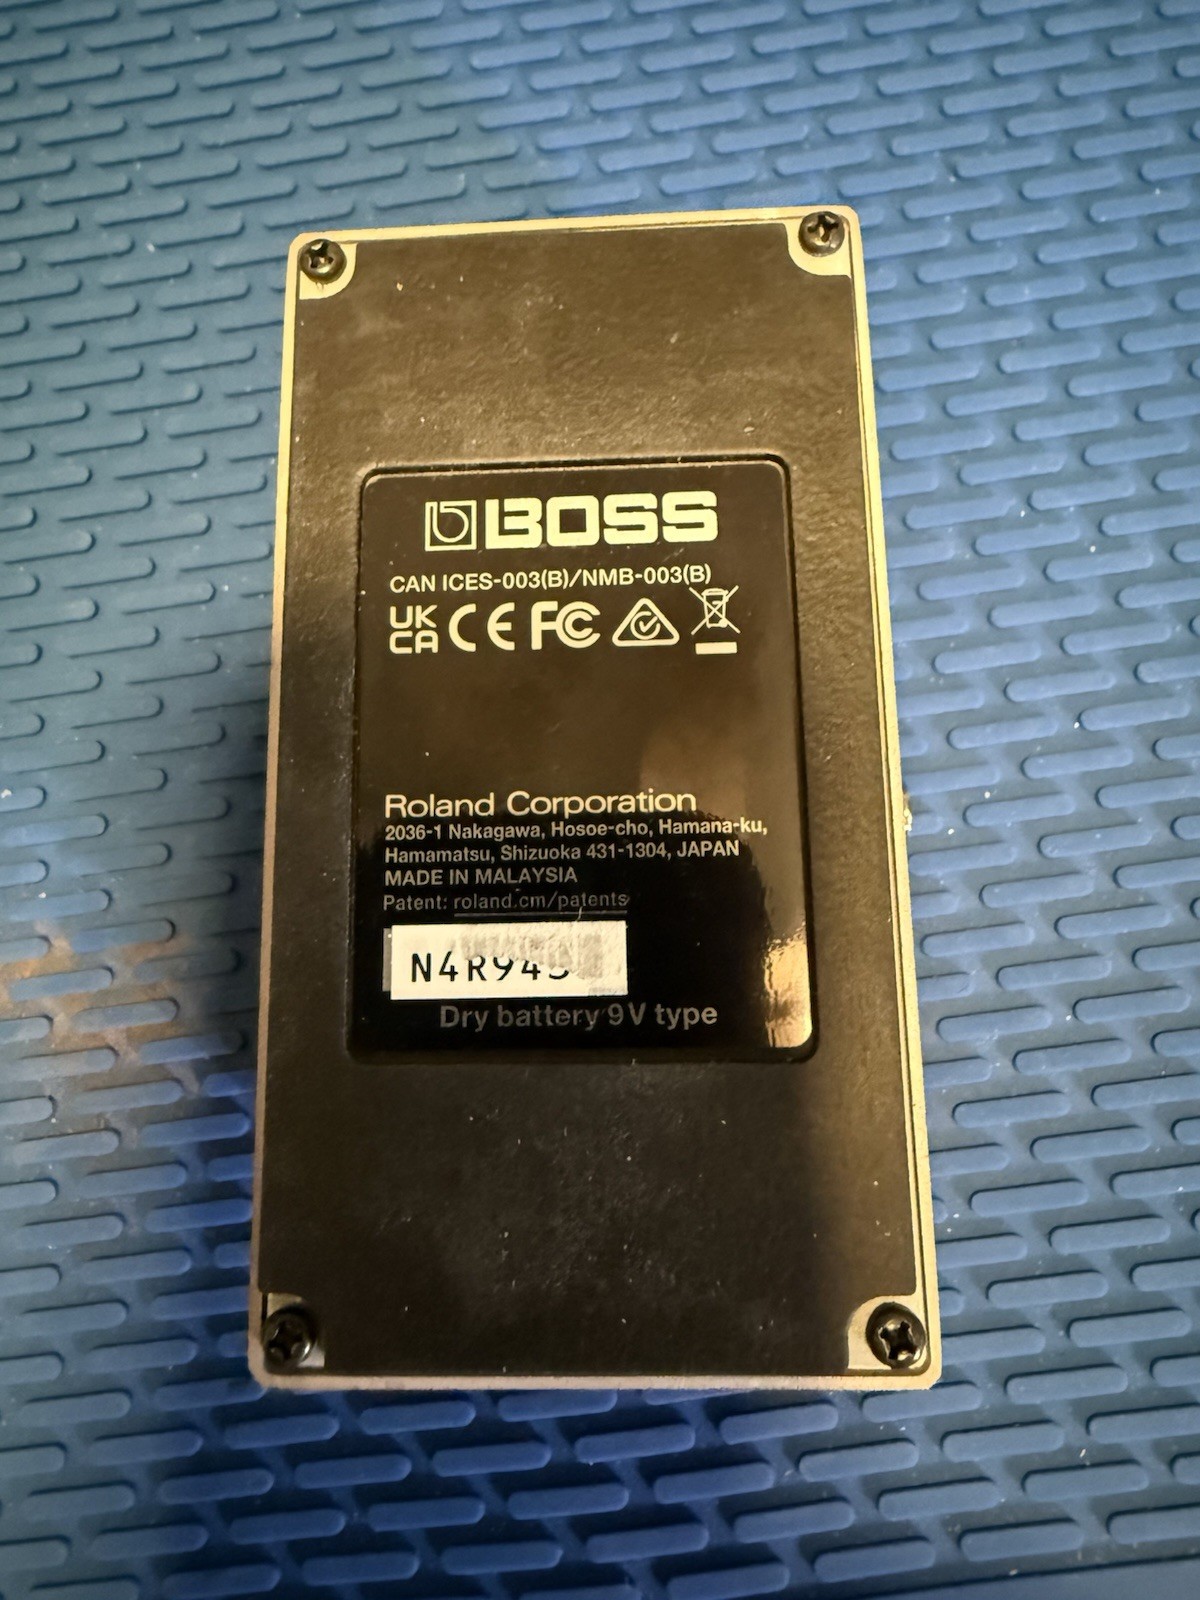 BOSS
CAN ICES-003(B)/NMB-003(B)
UK CA CE FC
Roland Corporation
2036-1 Nakagawa, Hosoe-cho, Hamana-ku,
Hamamatsu, Shizuoka 431-1304, JAPAN
MADE IN MALAYSIA
Patent: roland.cm/patents
Dry battery 9V type